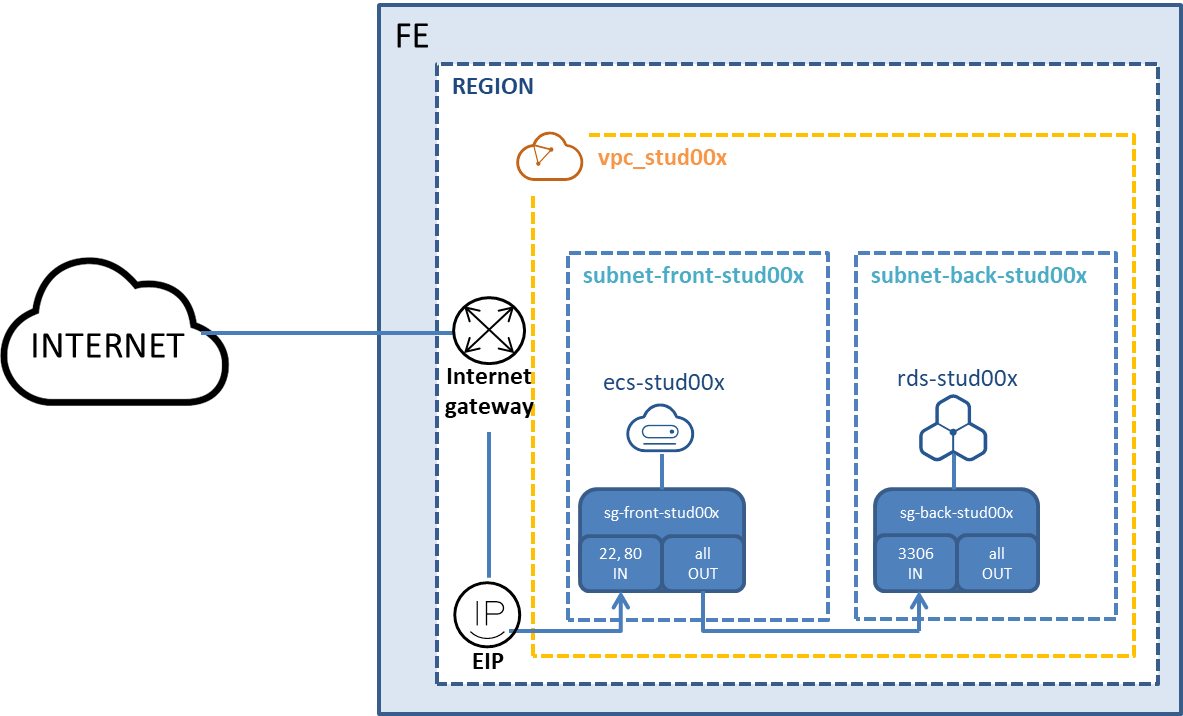 FE
REGION
vpc_stud00x
subnet-front-stud00x
subnet-back-stud00x
INTERNET
Internet
gateway
ecs-stud00x
rds-stud00x
sg-front-stud00x
22, 80
IN
all
OUT
sg-back-stud00x
3306
IN
all
OUT
IP
EIP